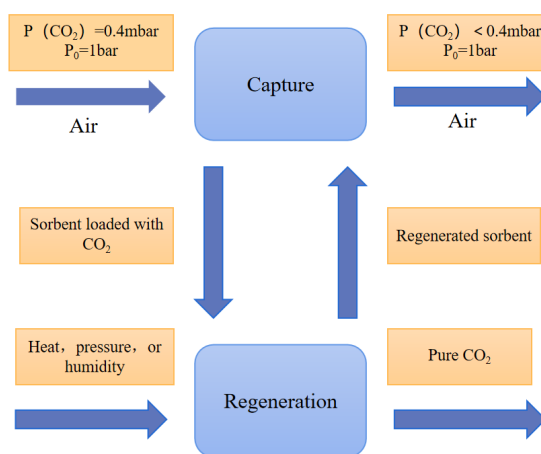 P（CO₂）=0.4mbar
P₀=1bar
Capture
P（CO₂）＜0.4mbar
P₀=1bar
Air
Air
Sorbent loaded with
CO₂
Regenerated sorbent
Heat，pressure，or
humidity
Regeneration
Pure CO₂